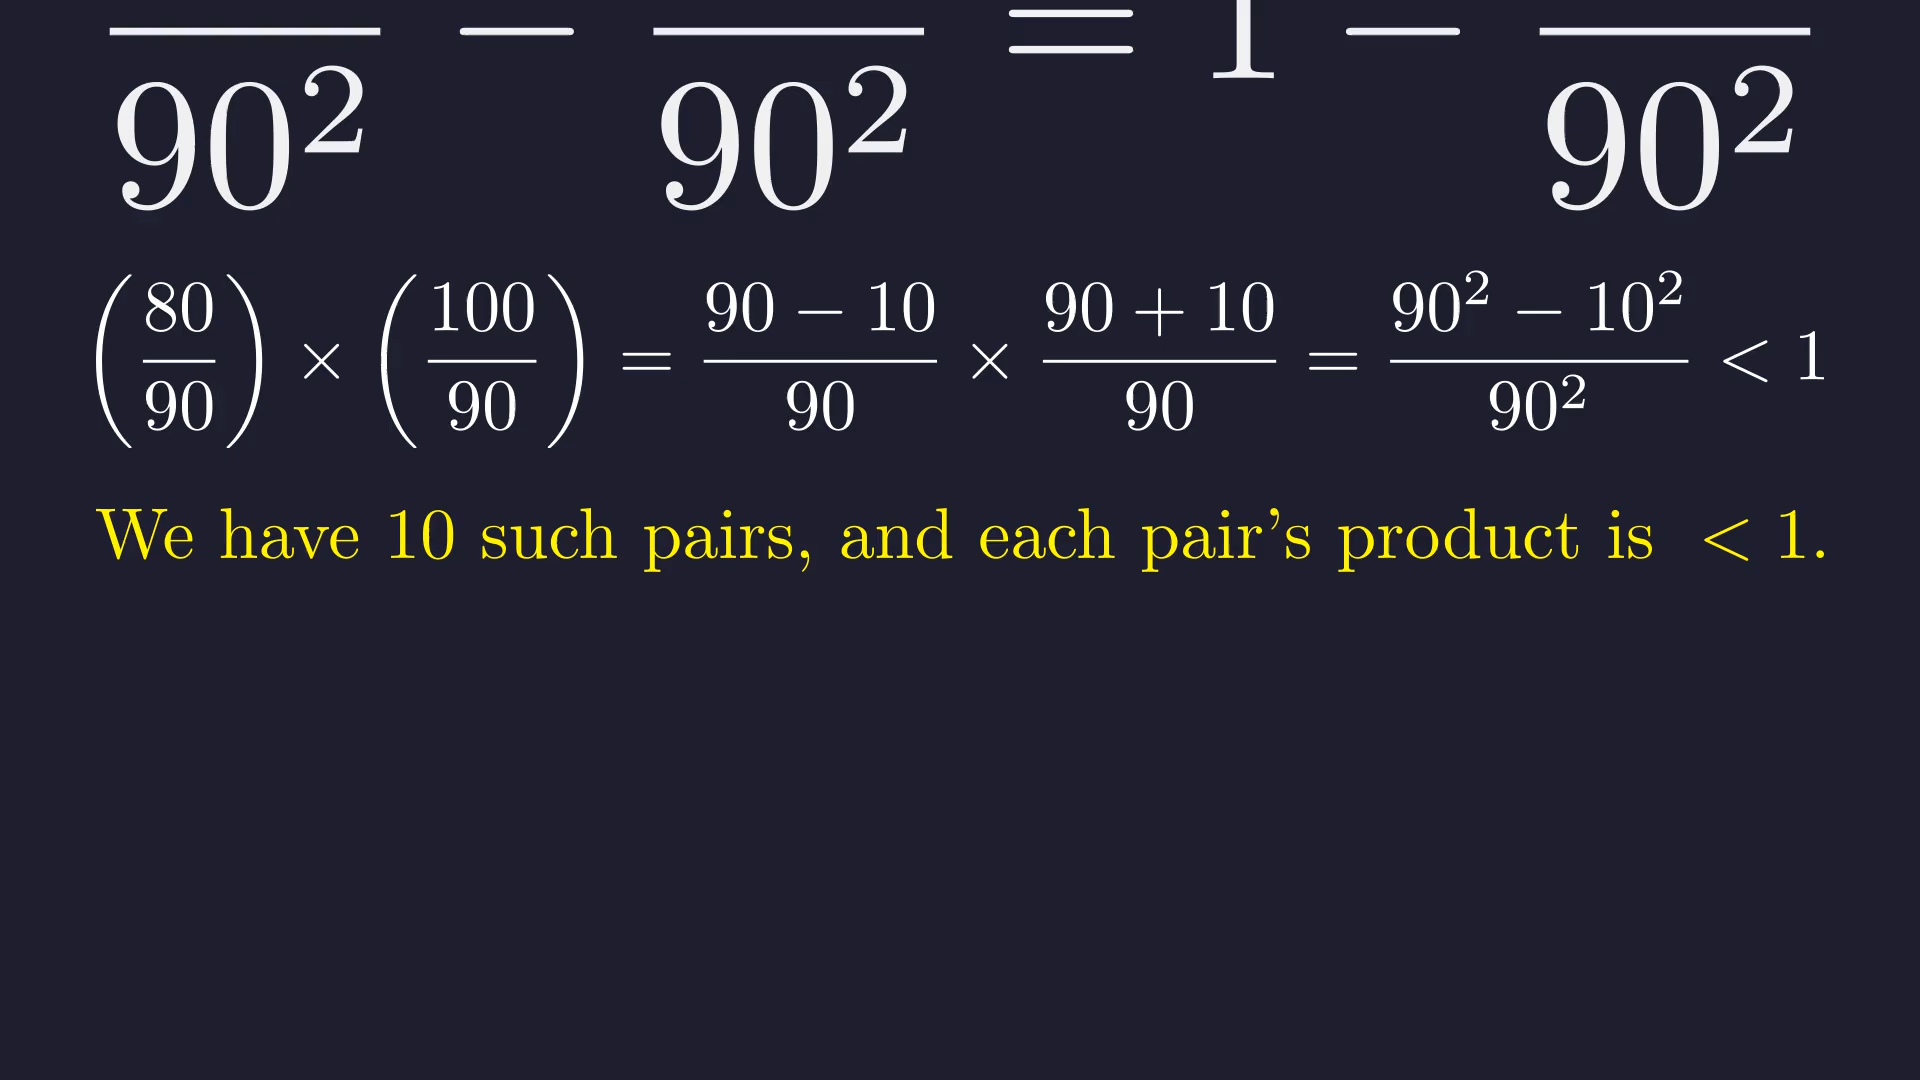 90² − 90² = 1 − 90²
(80/90) × (100/90) = (90 − 10)/90 × (90 + 10)/90 = (90² − 10²)/90² < 1
We have 10 such pairs, and each pair's product is < 1.